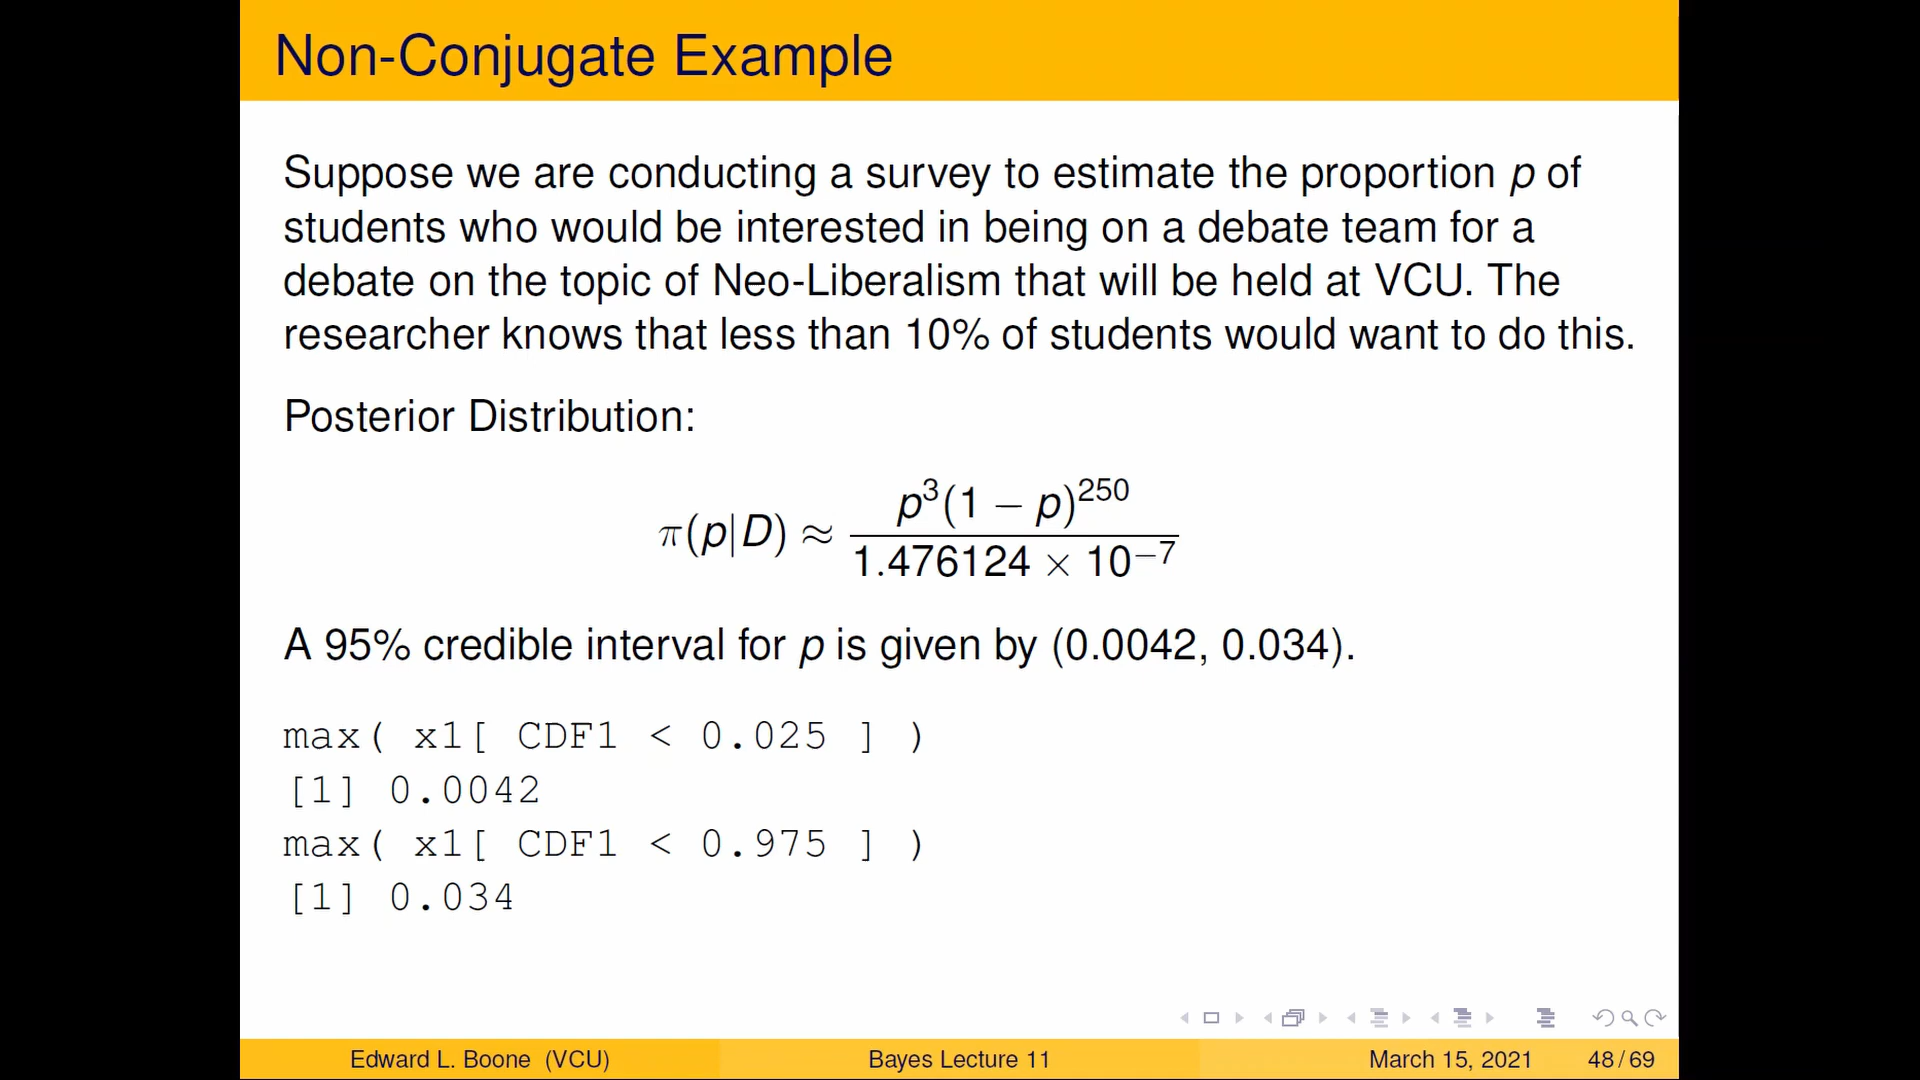 Non-Conjugate Example
Suppose we are conducting a survey to estimate the proportion p of
students who would be interested in being on a debate team for a
debate on the topic of Neo-Liberalism that will be held at VCU. The
researcher knows that less than 10% of students would want to do this.
Posterior Distribution:
π(p|D) ≈ p³(1 − p)²⁵⁰ / 1.476124 × 10⁻⁷
A 95% credible interval for p is given by (0.0042, 0.034).
max( x1[ CDF1 < 0.025 ] )
[1] 0.0042
max( x1[ CDF1 < 0.975 ] )
[1] 0.034
Edward L. Boone (VCU) Bayes Lecture 11 March 15, 2021 48/69